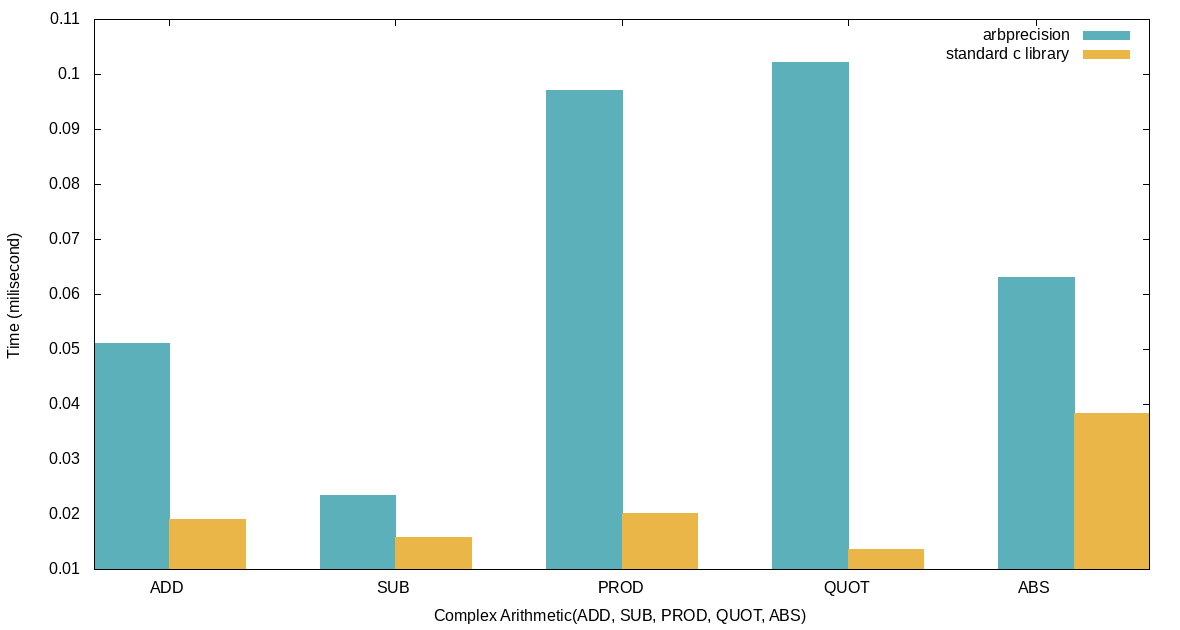 0.11
0.1
0.09
0.08
0.07
0.06
0.05
0.04
0.03
0.02
0.01
Time (milisecond)
arbprecision
standard c library
ADD SUB PROD QUOT ABS
Complex Arithmetic(ADD, SUB, PROD, QUOT, ABS)